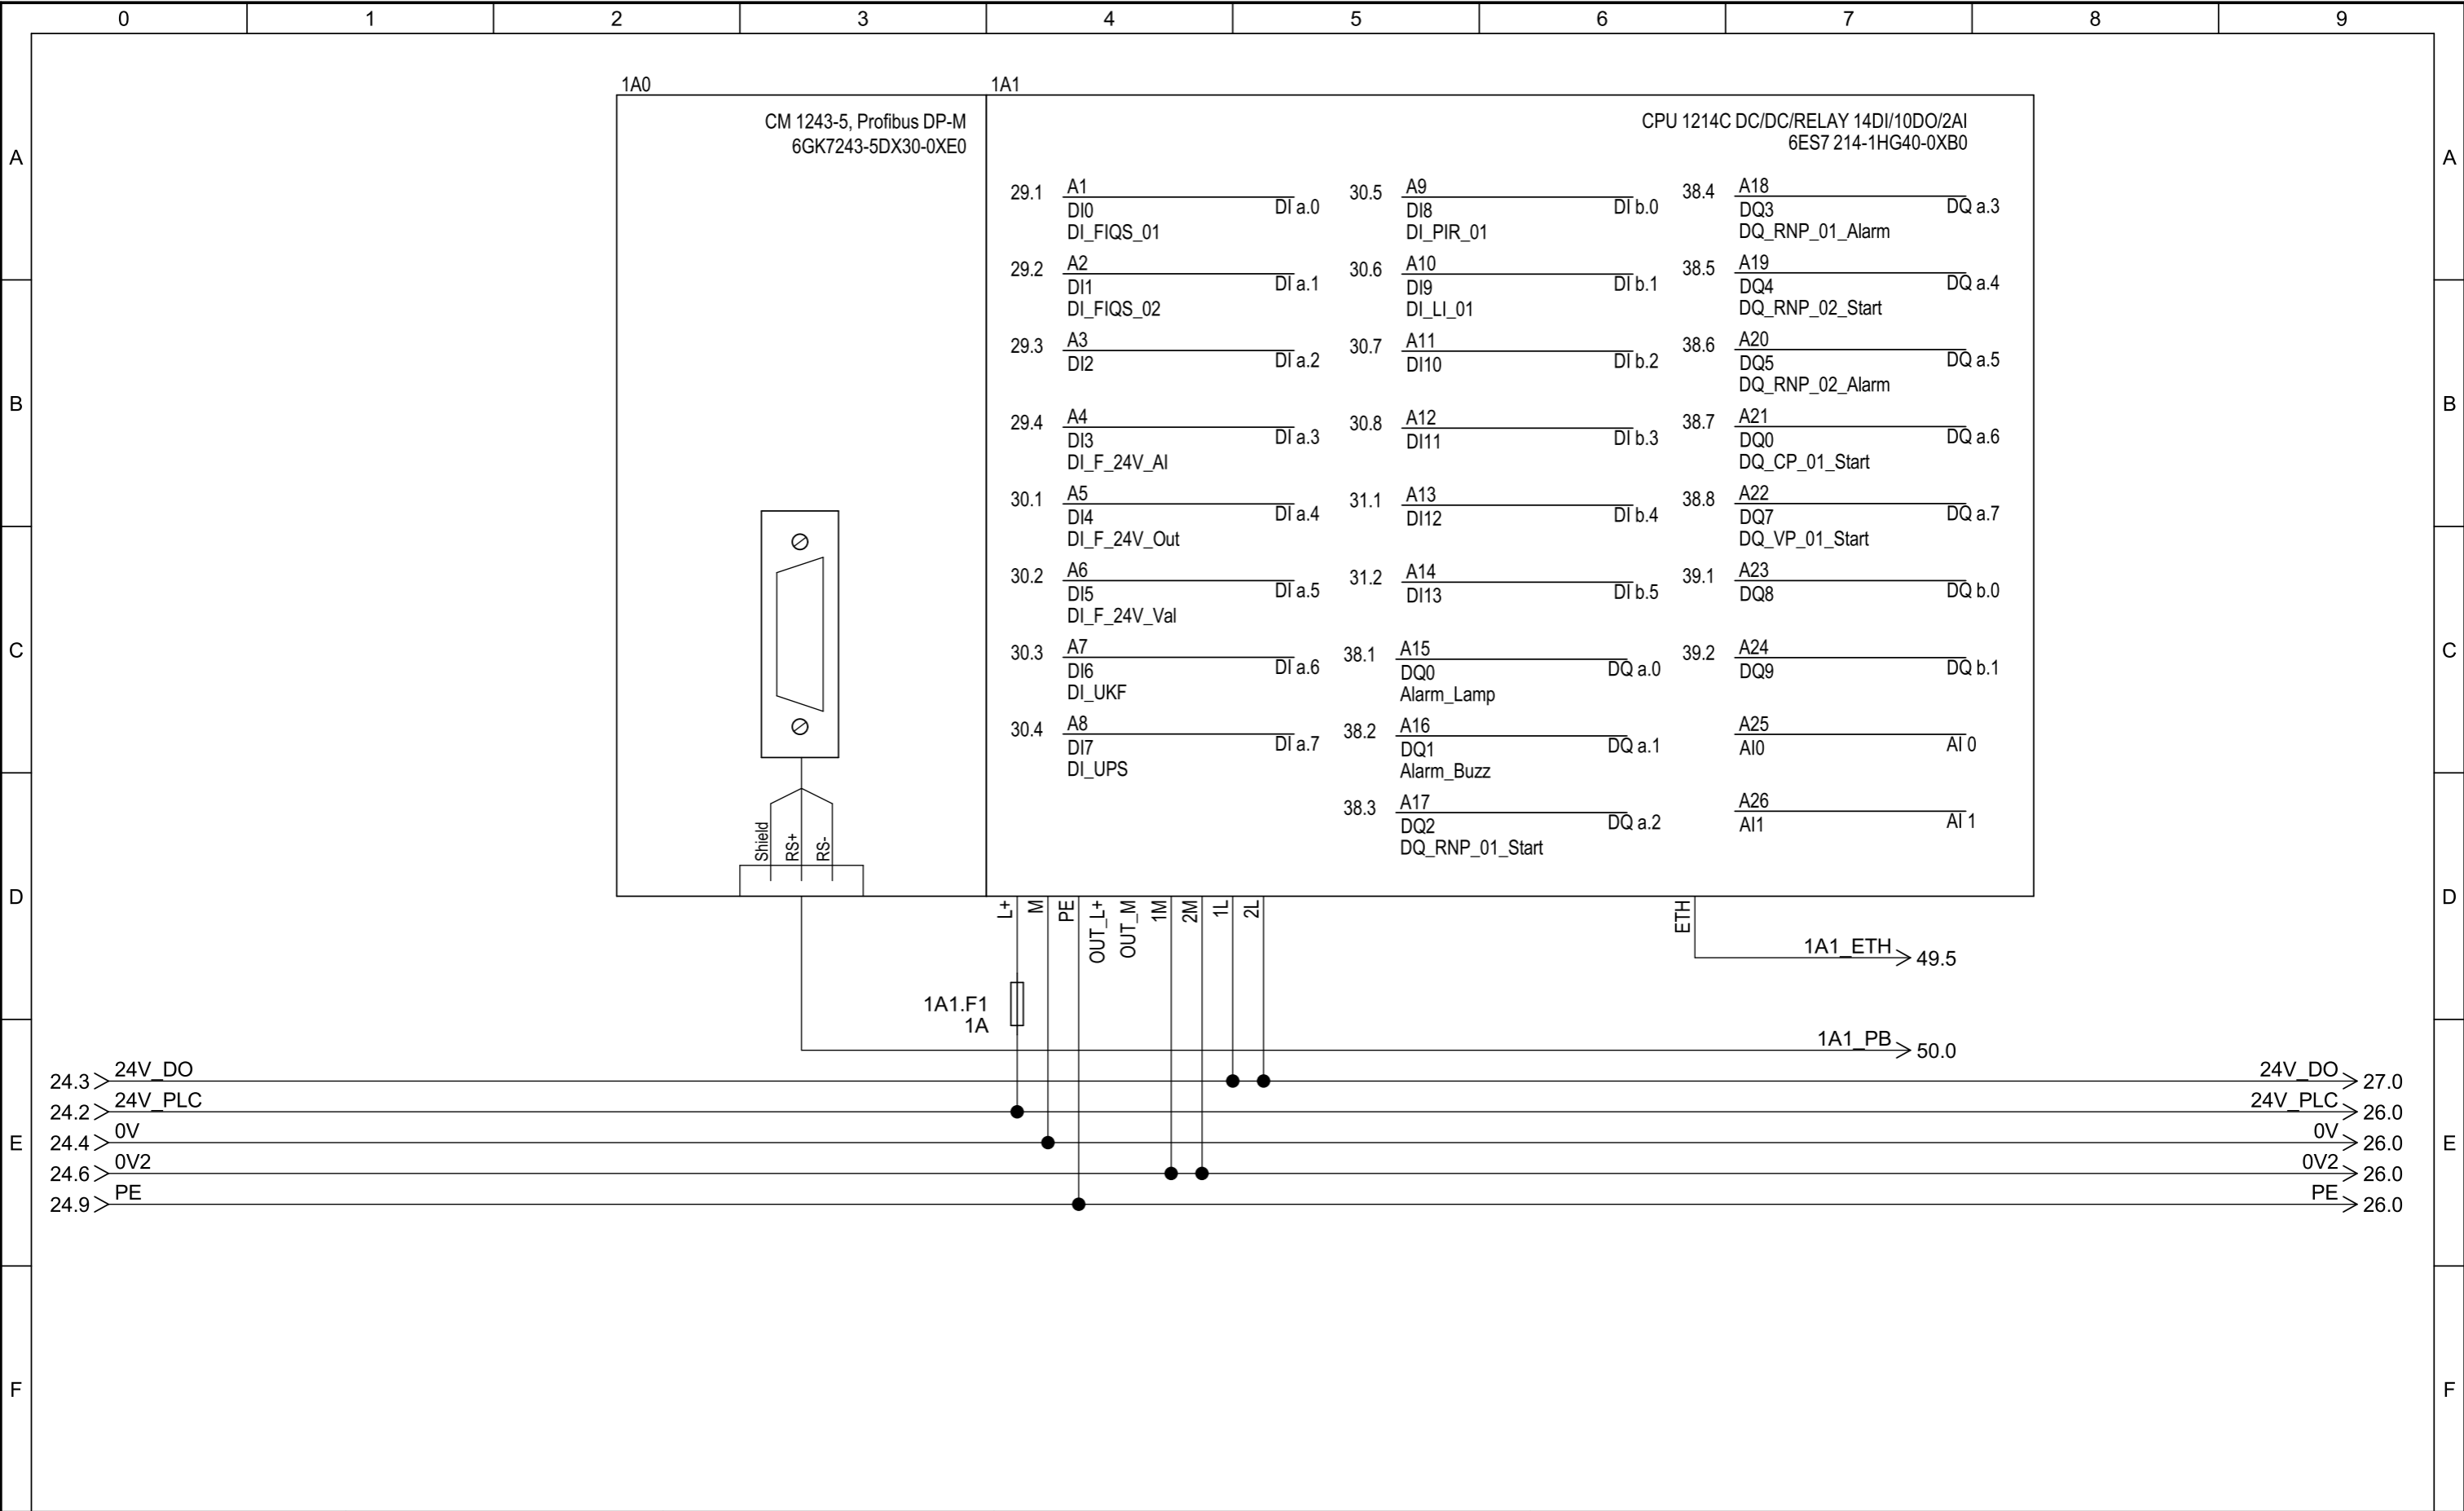 0 1 2 3 4 5 6 7 8 9
1A0
1A1
CM 1243-5, Profibus DP-M
6GK7243-5DX30-0XE0
CPU 1214C DC/DC/RELAY 14DI/10DO/2AI
6ES7 214-1HG40-0XB0
A
A
B
B
C
C
D
D
E
E
F
F
29.1 A1
DI0 DI a.0
DI_FIQS_01
29.2 A2
DI1 DI a.1
DI_FIQS_02
29.3 A3
DI2 DI a.2
29.4 A4
DI3 DI a.3
DI_F_24V_AI
30.1 A5
DI4 DI a.4
DI_F_24V_Out
30.2 A6
DI5 DI a.5
DI_F_24V_Val
30.3 A7
DI6 DI a.6
DI_UKF
30.4 A8
DI7 DI a.7
DI_UPS
30.5 A9
DI8 DI b.0
DI_PIR_01
30.6 A10
DI9 DI b.1
DI_LI_01
30.7 A11
DI10 DI b.2
30.8 A12
DI11 DI b.3
31.1 A13
DI12 DI b.4
31.2 A14
DI13 DI b.5
38.1 A15
DQ0 DQ a.0
Alarm_Lamp
38.2 A16
DQ1 DQ a.1
Alarm_Buzz
38.3 A17
DQ2 DQ a.2
DQ_RNP_01_Start
38.4 A18
DQ3 DQ a.3
DQ_RNP_01_Alarm
38.5 A19
DQ4 DQ a.4
DQ_RNP_02_Start
38.6 A20
DQ5 DQ a.5
DQ_RNP_02_Alarm
38.7 A21
DQ0 DQ a.6
DQ_CP_01_Start
38.8 A22
DQ7 DQ a.7
DQ_VP_01_Start
39.1 A23
DQ8 DQ b.0
39.2 A24
DQ9 DQ b.1
A25
AI0 AI 0
A26
AI1 AI 1
Shield
RS+
RS-
L+
M
PE
OUT_L+
OUT_M
1M
2M
1L
2L
ETH
1A1_ETH 49.5
1A1.F1
1A
1A1_PB 50.0
24.3 24V_DO 24V_DO 27.0
24.2 24V_PLC 24V_PLC 26.0
24.4 0V 0V 26.0
24.6 0V2 0V2 26.0
24.9 PE PE 26.0